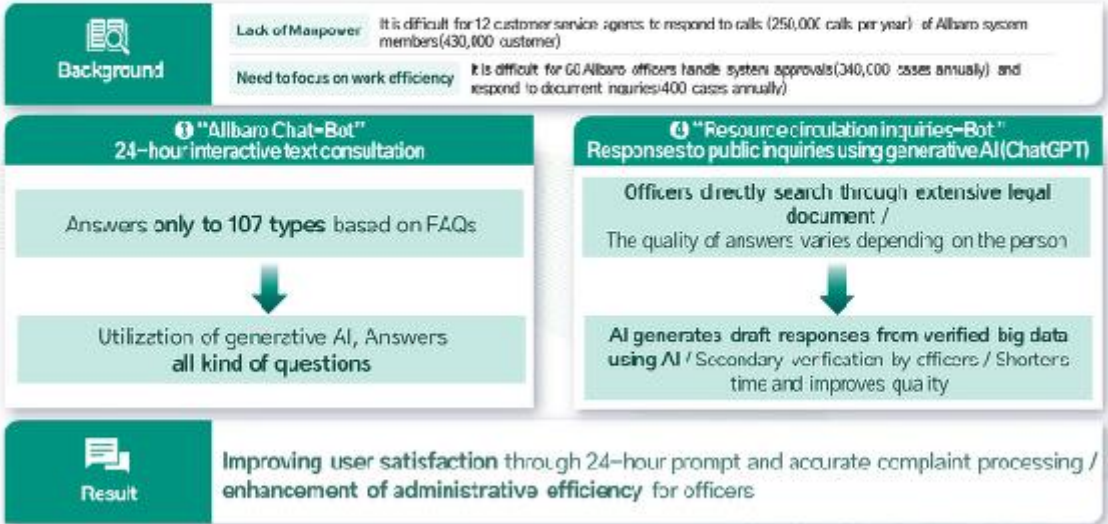 Background
Lack of Manpower
It is difficult for 12 customer service agents to respond to calls (250,000 calls per year) of Allbaro system
members(430,000 customer)
Need to focus on work efficiency
It is difficult for 60 Allbaro officers handle system approvals(340,000 cases annually) and
respond to document inquiries(400 cases annually)
❸ "Allbaro Chat-Bot"
24-hour interactive text consultation
Answers only to 107 types based on FAQs
Utilization of generative AI, Answers
all kind of questions
❹ "Resource circulation inquiries-Bot"
Responses to public inquiries using generative AI(ChatGPT)
Officers directly search through extensive legal
document /
The quality of answers varies depending on the person
AI generates draft responses from verified big data
using AI / Secondary verification by officers / Shortens
time and improves quality
Result
Improving user satisfaction through 24-hour prompt and accurate complaint processing /
enhancement of administrative efficiency for officers